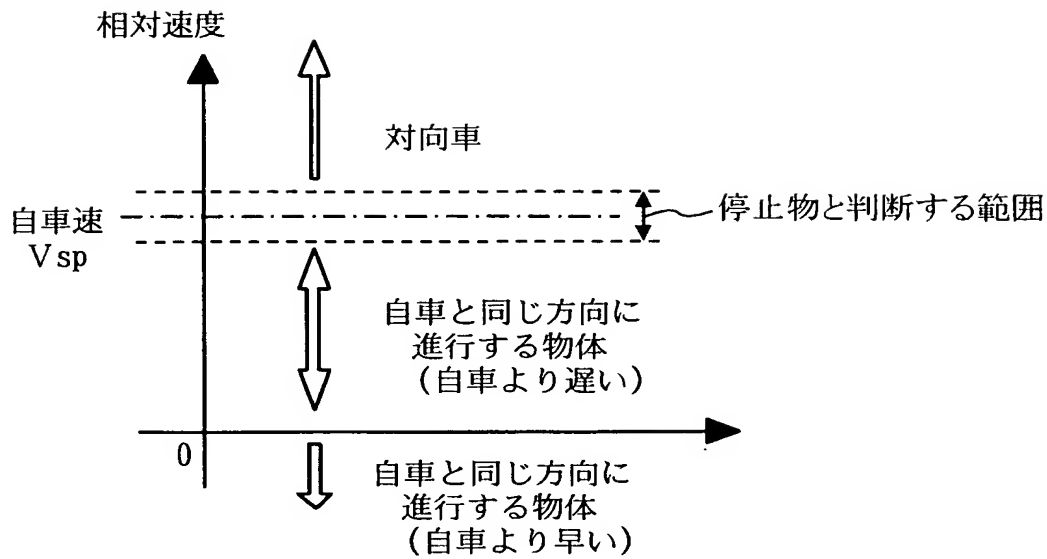 相対速度
対向車
自車速
Vsp
停止物と判断する範囲
自車と同じ方向に
進行する物体
(自車より遅い)
0
自車と同じ方向に
進行する物体
(自車より早い)